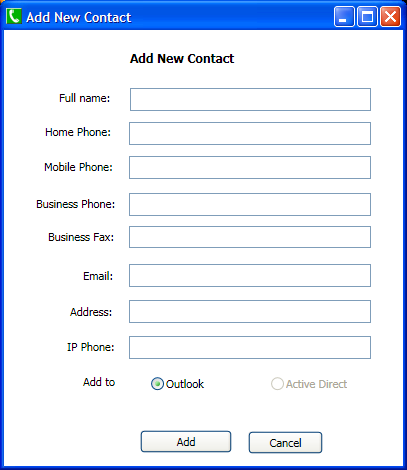 Add New Contact
Add New Contact
Full name:
Home Phone:
Mobile Phone:
Business Phone:
Business Fax:
Email:
Address:
IP Phone:
Add to Outlook Active Direct
Add Cancel